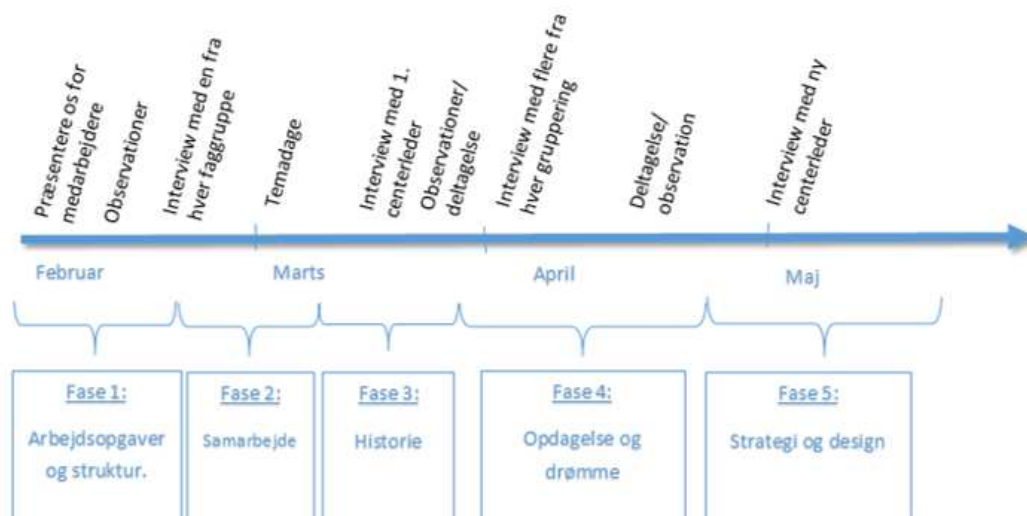 Præsentere os for
medarbejdere
Observationer
Interview med en fra
hver faggruppe
Temadage
Interview med 1.
centerleder
Observationer/
deltagelse
Interview med flere fra
hver gruppering
Deltagelse/
observation
Interview med ny
centerleder
Februar
Marts
April
Maj
Fase 1:
Arbejdsopgaver
og struktur.
Fase 2:
Samarbejde
Fase 3:
Historie
Fase 4:
Opdagelse og
drømme
Fase 5:
Strategi og design